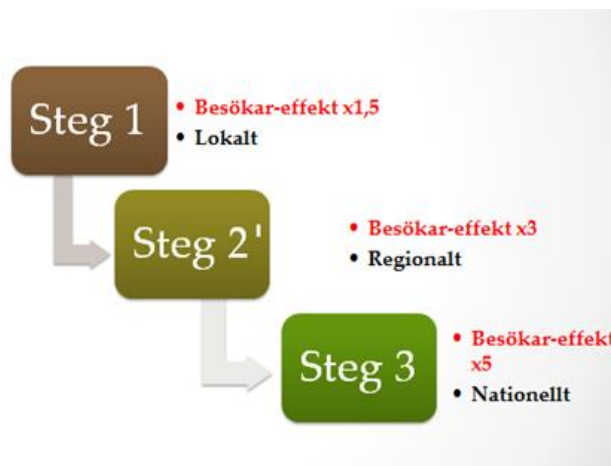 Steg 1
• Besökar-effekt x1,5
• Lokalt
Steg 2'
• Besökar-effekt x3
• Regionalt
Steg 3
• Besökar-effekt
x5
• Nationellt